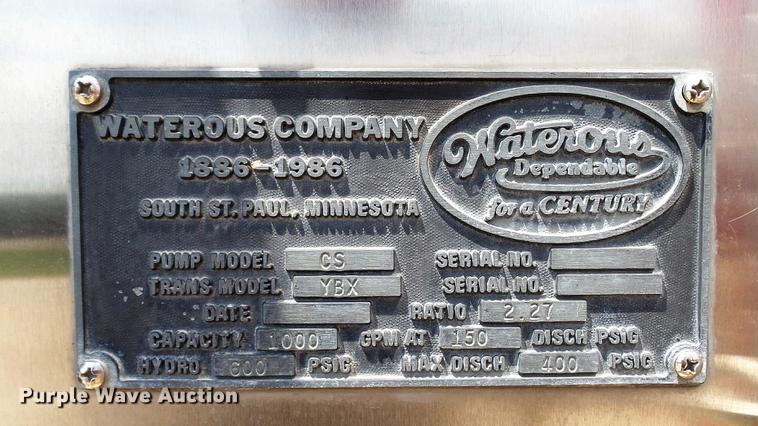 WATEROUS COMPANY
1886-1986
SOUTH ST. PAUL, MINNESOTA
Waterous
Dependable
for a CENTURY
PUMP MODEL CS SERIAL NO.
TRANS MODEL YBX SERIAL NO.
DATE RATIO 2.27
CAPACITY 1000 GPM AT 150 DISCH PSIG
HYDRO 600 PSIG MAX DISCH 400 PSIG
Purple Wave Auction